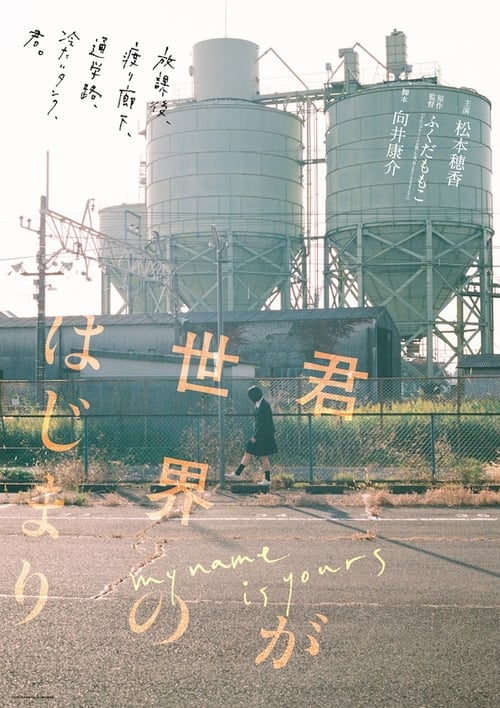 放課後、
渡り廊下、
通学路、
冷たいタンク、
君。
主演
松本穂香
原作
監督
ふくだももこ
脚本
向井康介
君が
世界の
はじまり
my name
is yours